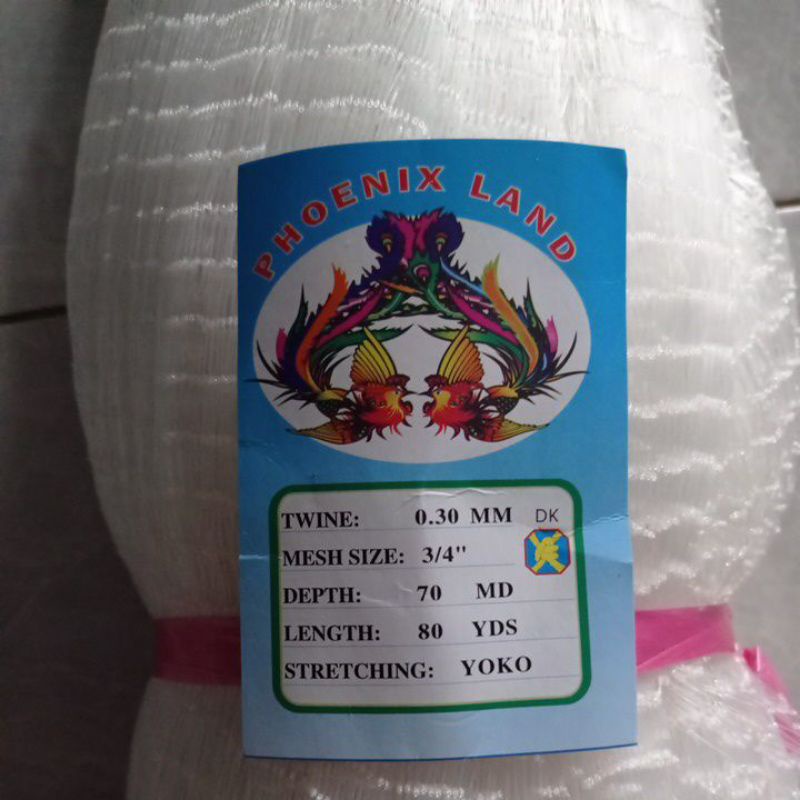 PHOENIX LAND
TWINE: 0.30 MM DK
MESH SIZE: 3/4"
DEPTH: 70 MD
LENGTH: 80 YDS
STRETCHING: YOKO